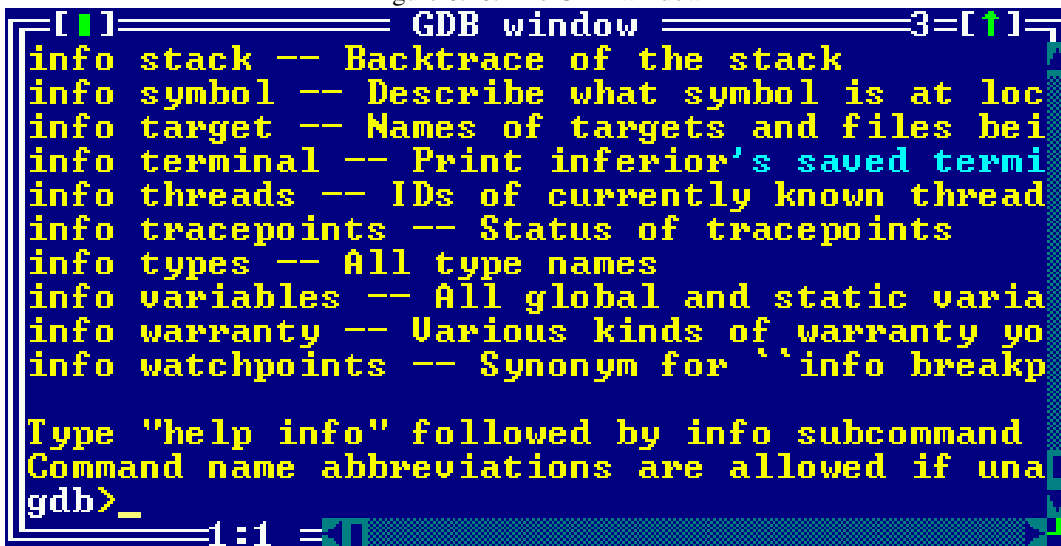 [▮] GDB window 3=[↑]
info stack -- Backtrace of the stack
info symbol -- Describe what symbol is at loc
info target -- Names of targets and files bei
info terminal -- Print inferior's saved termi
info threads -- IDs of currently known thread
info tracepoints -- Status of tracepoints
info types -- All type names
info variables -- All global and static varia
info warranty -- Various kinds of warranty yo
info watchpoints -- Synonym for ``info breakp
Type "help info" followed by info subcommand
Command name abbreviations are allowed if una
gdb>_
1:1